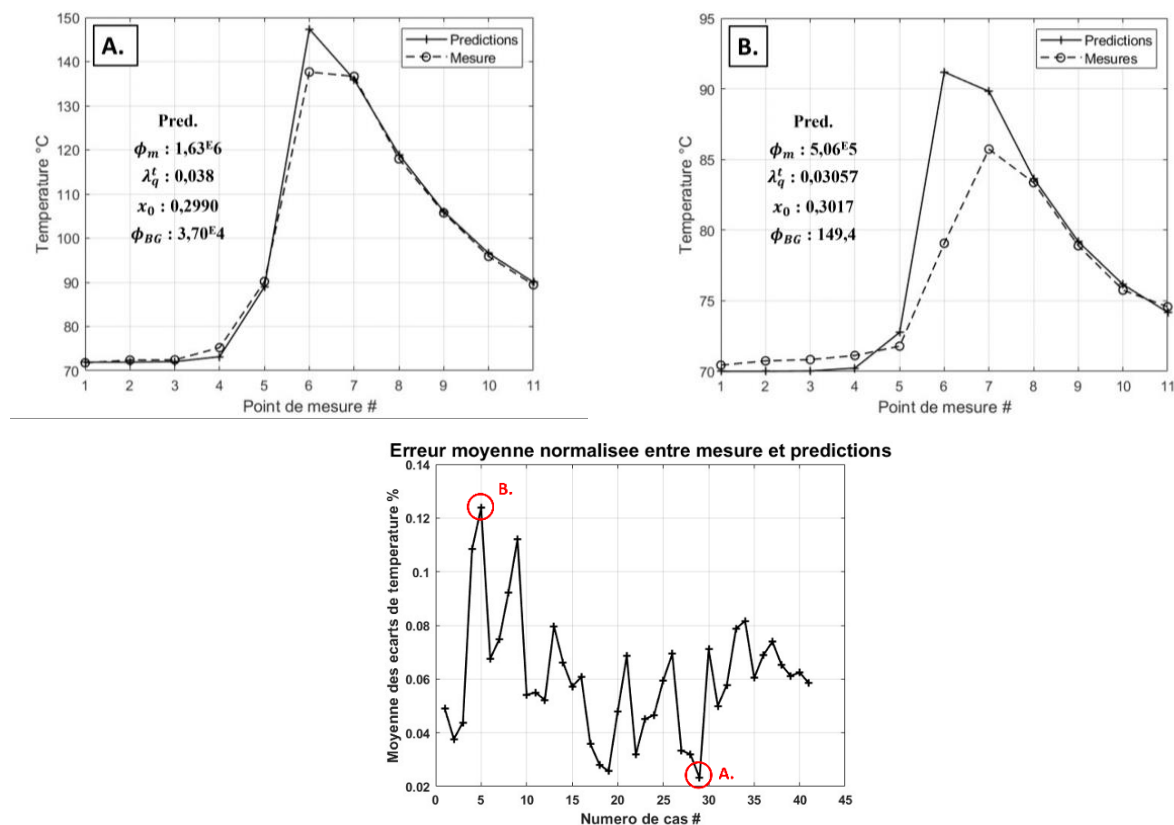 A.
Predictions
Mesure
Pred.
ϕm : 1,63ᴱ6
λqᵗ : 0,038
x0 : 0,2990
ϕBG : 3,70ᴱ4
Temperature °C
150
140
130
120
110
100
90
80
70
1 2 3 4 5 6 7 8 9 10 11
Point de mesure #
B.
Predictions
Mesures
Pred.
ϕm : 5,06ᴱ5
λqᵗ : 0,03057
x0 : 0,3017
ϕBG : 149,4
Temperature °C
95
90
85
80
75
70
1 2 3 4 5 6 7 8 9 10 11
Point de mesure #
Erreur moyenne normalisee entre mesure et predictions
B.
A.
Moyenne des ecarts de temperature %
0.14
0.12
0.1
0.08
0.06
0.04
0.02
0 5 10 15 20 25 30 35 40 45
Numero de cas #